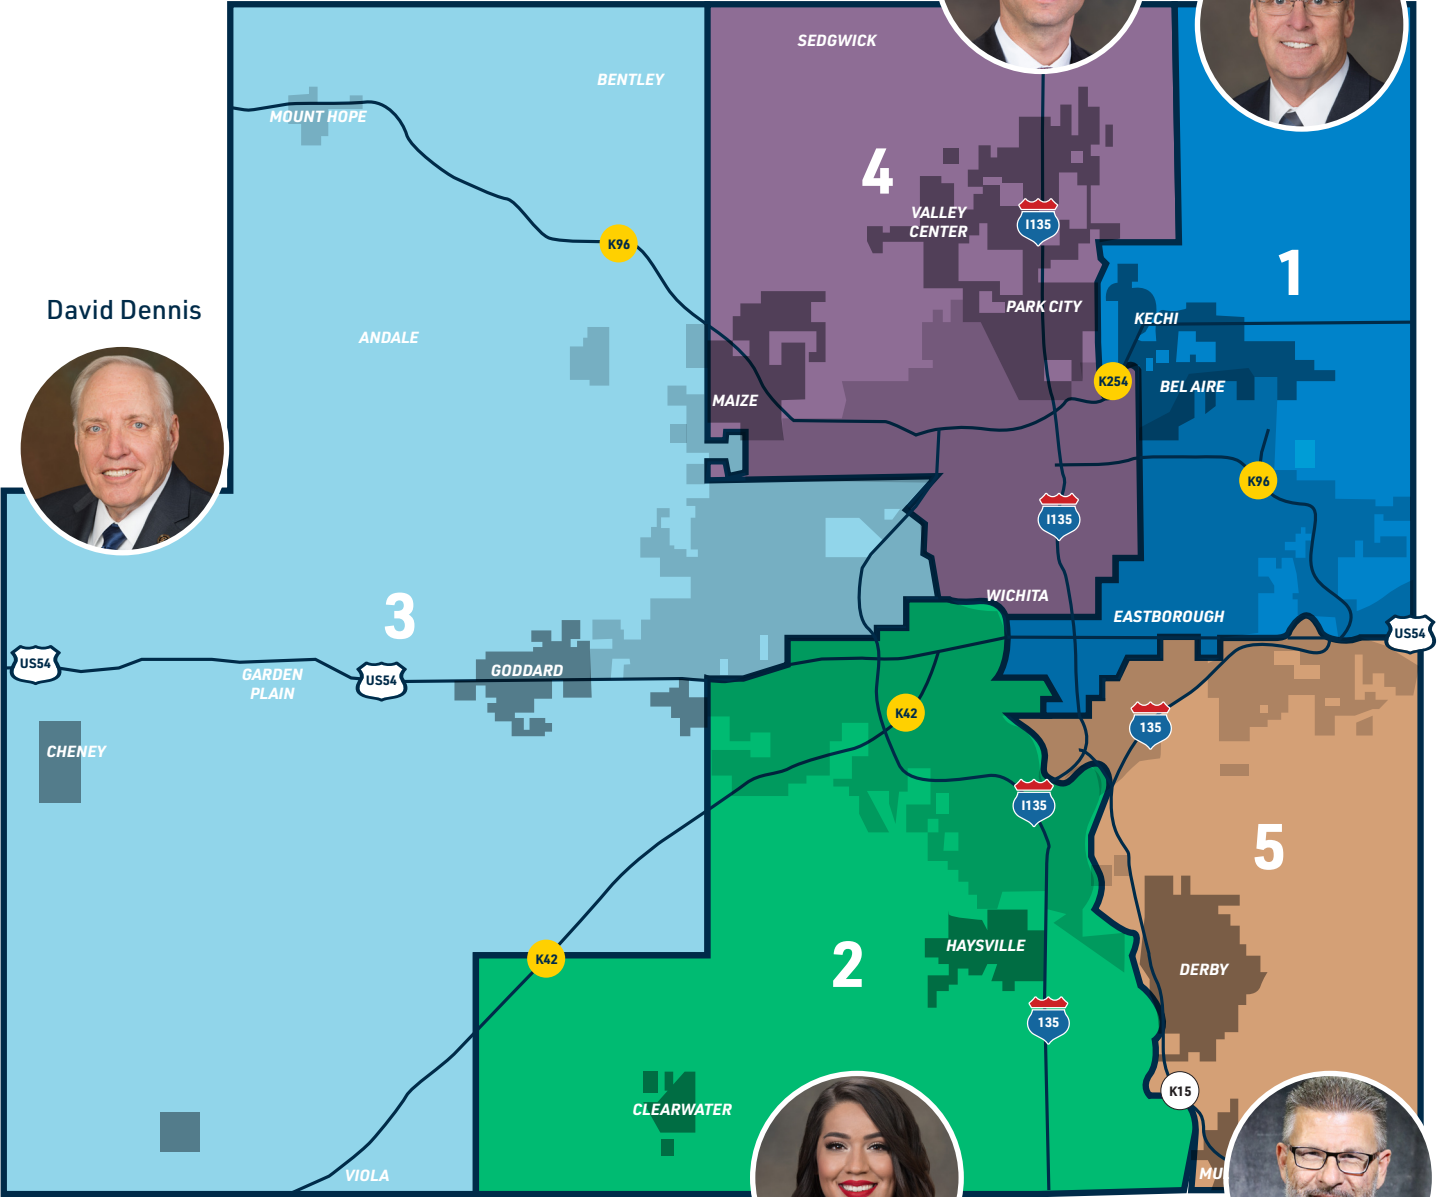 SEDGWICK
BENTLEY
MOUNT HOPE
4
VALLEY
CENTER
I135
K96
1
PARK CITY
KECHI
David Dennis
ANDALE
K254
BEL AIRE
MAIZE
K96
I135
WICHITA
3
EASTBOROUGH
US54
US54
GODDARD
GARDEN
PLAIN
US54
K42
135
CHENEY
I135
5
2
HAYSVILLE
K42
DERBY
135
K15
CLEARWATER
VIOLA
MU